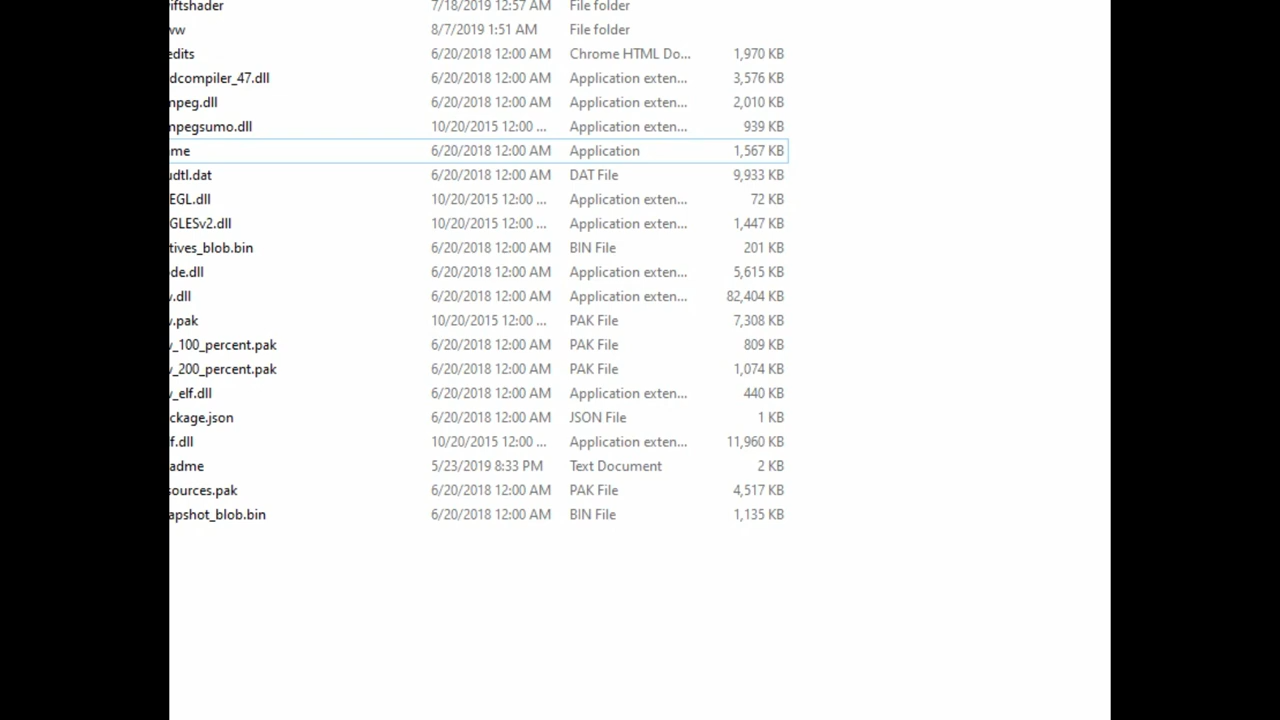 iftshader 7/18/2019 12:57 AM File folder
ww 8/7/2019 1:51 AM File folder
edits 6/20/2018 12:00 AM Chrome HTML Do... 1,970 KB
dcompiler_47.dll 6/20/2018 12:00 AM Application exten... 3,576 KB
mpeg.dll 6/20/2018 12:00 AM Application exten... 2,010 KB
mpegsumo.dll 10/20/2015 12:00 ... Application exten... 939 KB
me 6/20/2018 12:00 AM Application 1,567 KB
udtl.dat 6/20/2018 12:00 AM DAT File 9,933 KB
EGL.dll 10/20/2015 12:00 ... Application exten... 72 KB
GLESv2.dll 10/20/2015 12:00 ... Application exten... 1,447 KB
tives_blob.bin 6/20/2018 12:00 AM BIN File 201 KB
de.dll 6/20/2018 12:00 AM Application exten... 5,615 KB
w.dll 6/20/2018 12:00 AM Application exten... 82,404 KB
w.pak 10/20/2015 12:00 ... PAK File 7,308 KB
w_100_percent.pak 6/20/2018 12:00 AM PAK File 809 KB
w_200_percent.pak 6/20/2018 12:00 AM PAK File 1,074 KB
w_elf.dll 6/20/2018 12:00 AM Application exten... 440 KB
ckage.json 6/20/2018 12:00 AM JSON File 1 KB
f.dll 10/20/2015 12:00 ... Application exten... 11,960 KB
adme 5/23/2019 8:33 PM Text Document 2 KB
sources.pak 6/20/2018 12:00 AM PAK File 4,517 KB
apshot_blob.bin 6/20/2018 12:00 AM BIN File 1,135 KB